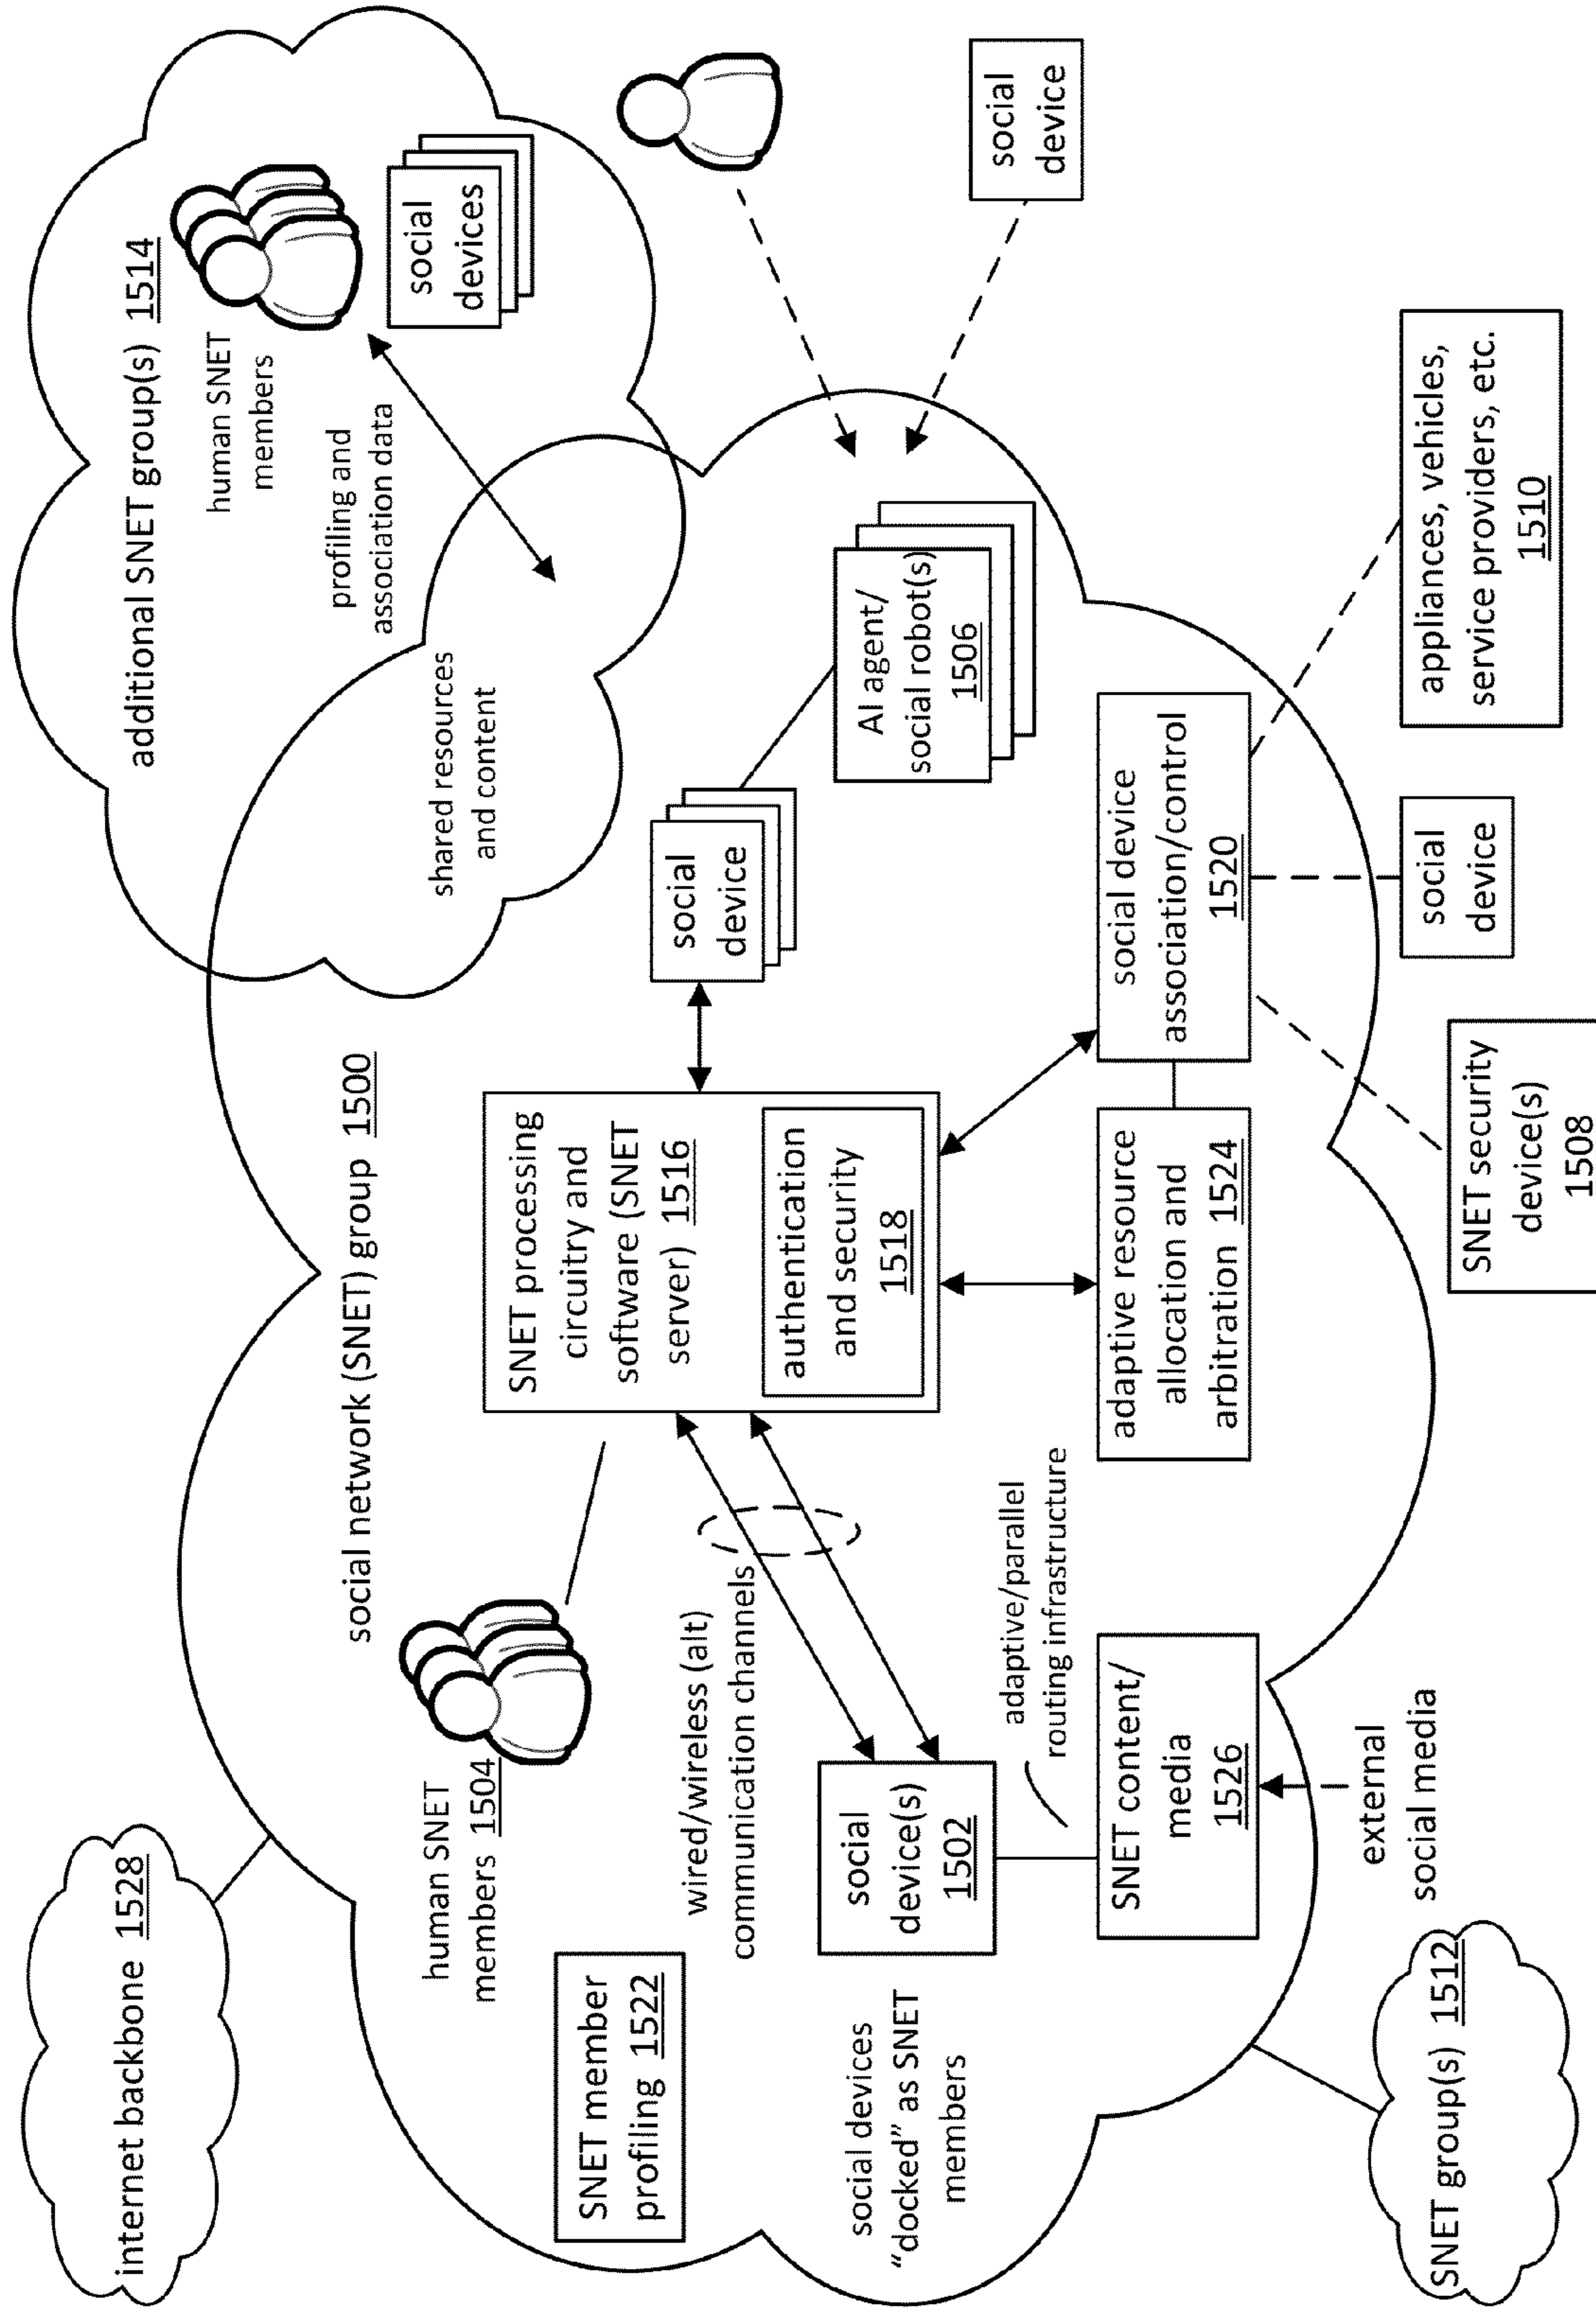 internet backbone 1528
additional SNET group(s) 1514
human SNET
members
profiling and
association data
social
devices
shared resources
and content
social network (SNET) group 1500
human SNET
members 1504
SNET member
profiling 1522
SNET processing
circuitry and
software (SNET
server) 1516
authentication
and security
1518
social
device
wired/wireless (alt)
communication channels
AI agent/
social robot(s)
1506
social
device
social devices
"docked" as SNET
members
social
device(s)
1502
adaptive/parallel
routing infrastructure
SNET content/
media
1526
adaptive resource
allocation and
arbitration 1524
social device
association/control
1520
external
social media
SNET group(s) 1512
SNET security
device(s)
1508
social
device
appliances, vehicles,
service providers, etc.
1510